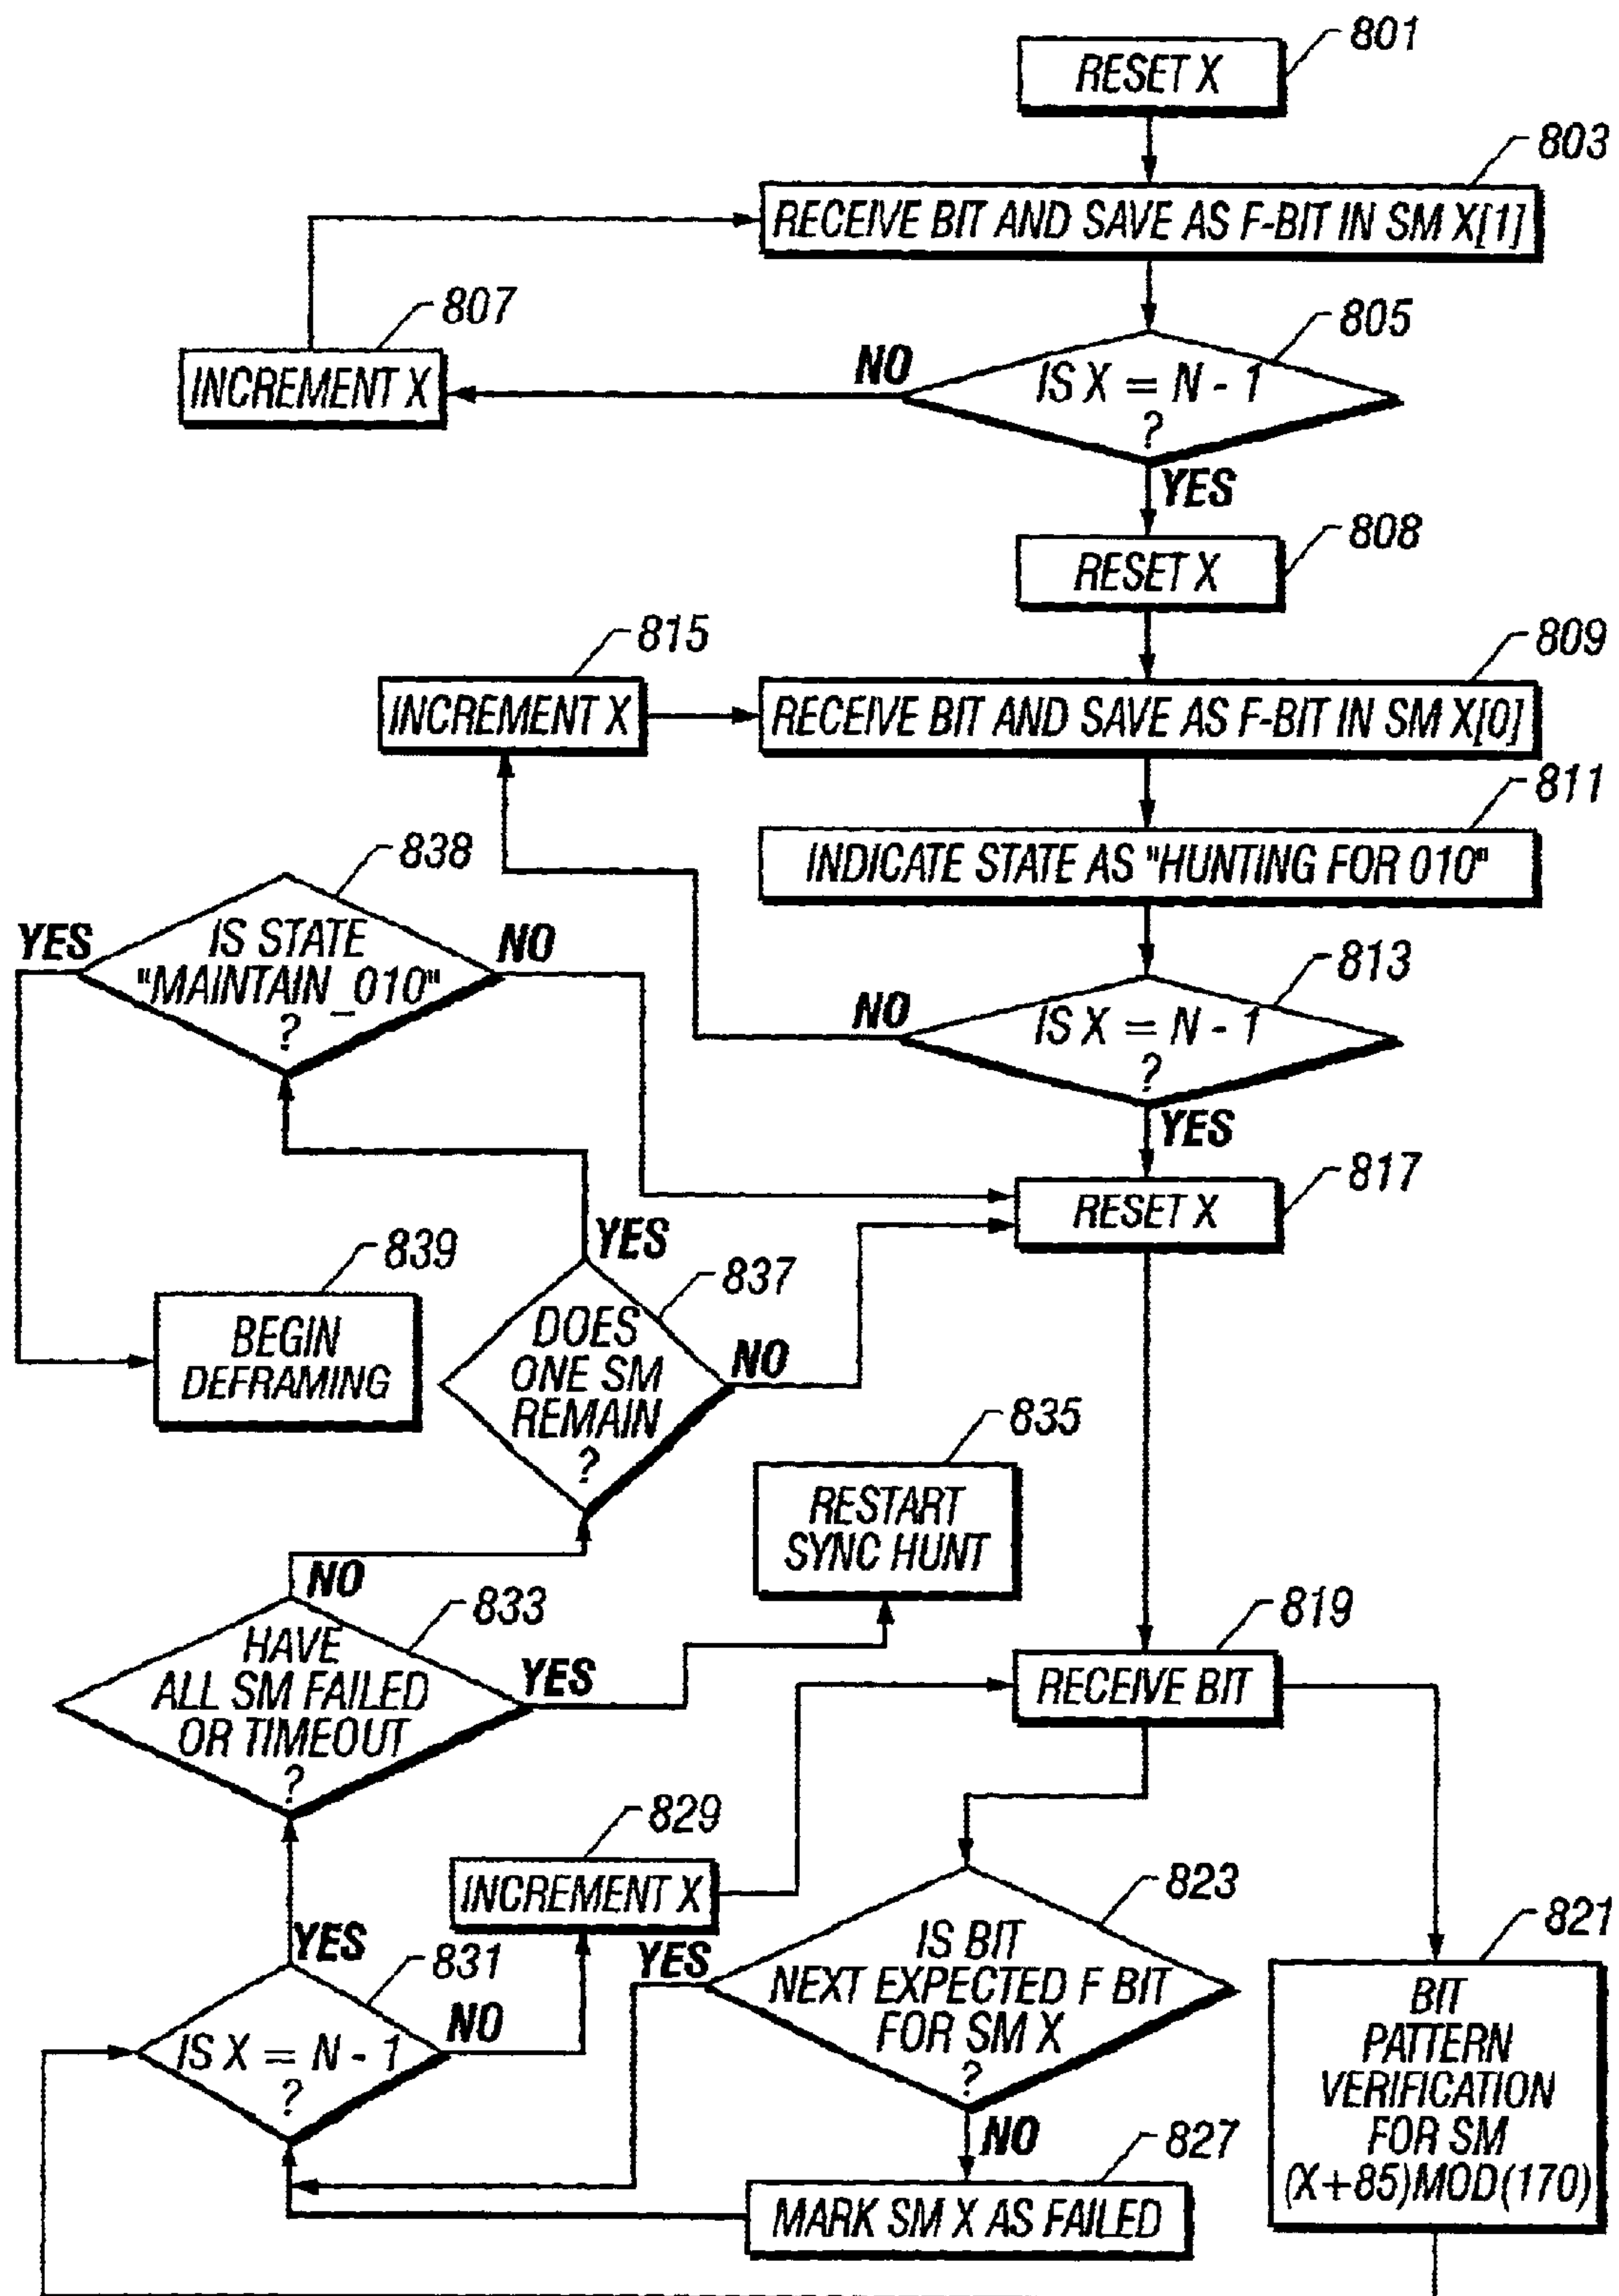 801
RESET X
803
RECEIVE BIT AND SAVE AS F-BIT IN SM X[1]
807
INCREMENT X
805
NO
IS X = N - 1
?
YES
808
RESET X
815
INCREMENT X
809
RECEIVE BIT AND SAVE AS F-BIT IN SM X[0]
811
INDICATE STATE AS "HUNTING FOR 010"
838
YES
IS STATE
"MAINTAIN_010"
?
NO
813
NO
IS X = N - 1
?
YES
817
RESET X
839
BEGIN
DEFRAMING
YES
837
DOES
ONE SM
REMAIN
?
NO
835
RESTART
SYNC HUNT
NO
833
HAVE
ALL SM FAILED
OR TIMEOUT
?
YES
819
RECEIVE BIT
829
INCREMENT X
823
YES
IS BIT
NEXT EXPECTED F BIT
FOR SM X
?
NO
821
BIT
PATTERN
VERIFICATION
FOR SM
(X+85)MOD(170)
YES
831
IS X = N - 1
?
NO
827
MARK SM X AS FAILED